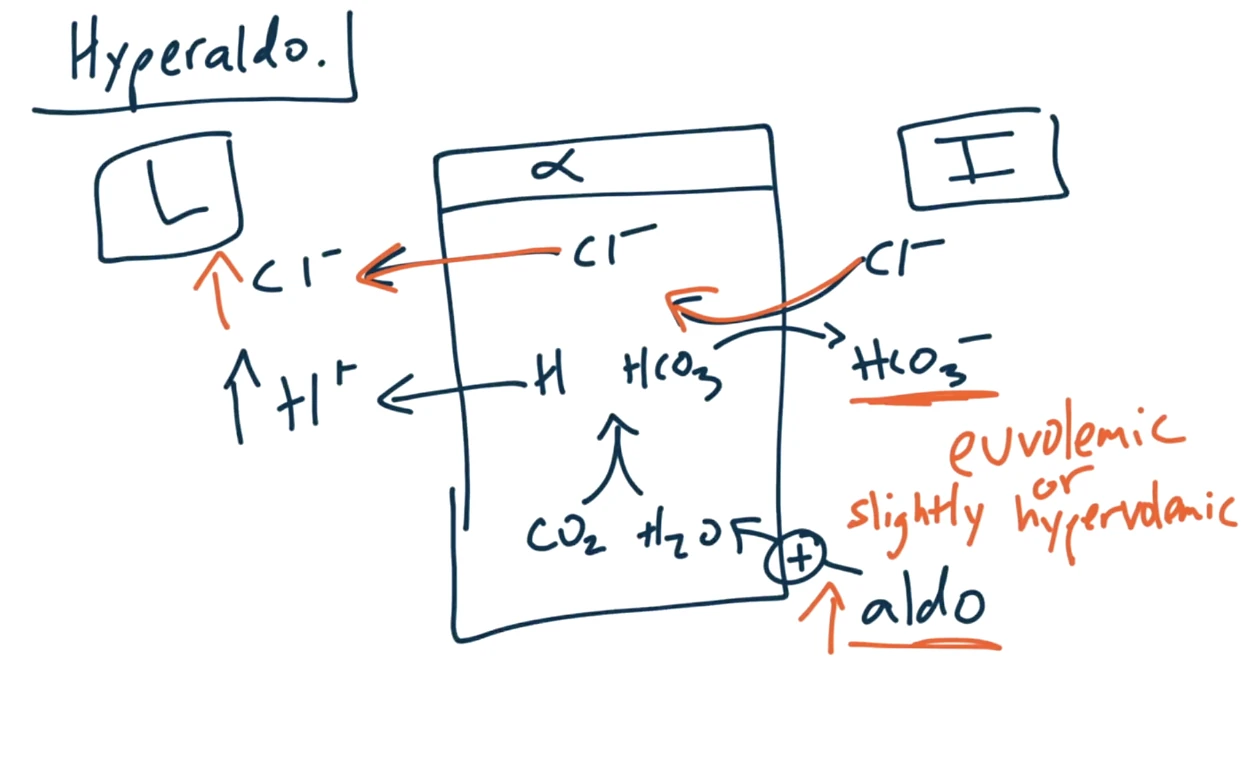 Hyperaldo.
L
α
I
Cl⁻
Cl⁻
Cl⁻
↑ H⁺
H
HCO₃
HCO₃⁻
euvolemic
or
slightly hypervolemic
CO₂ H₂O
+
↑ aldo